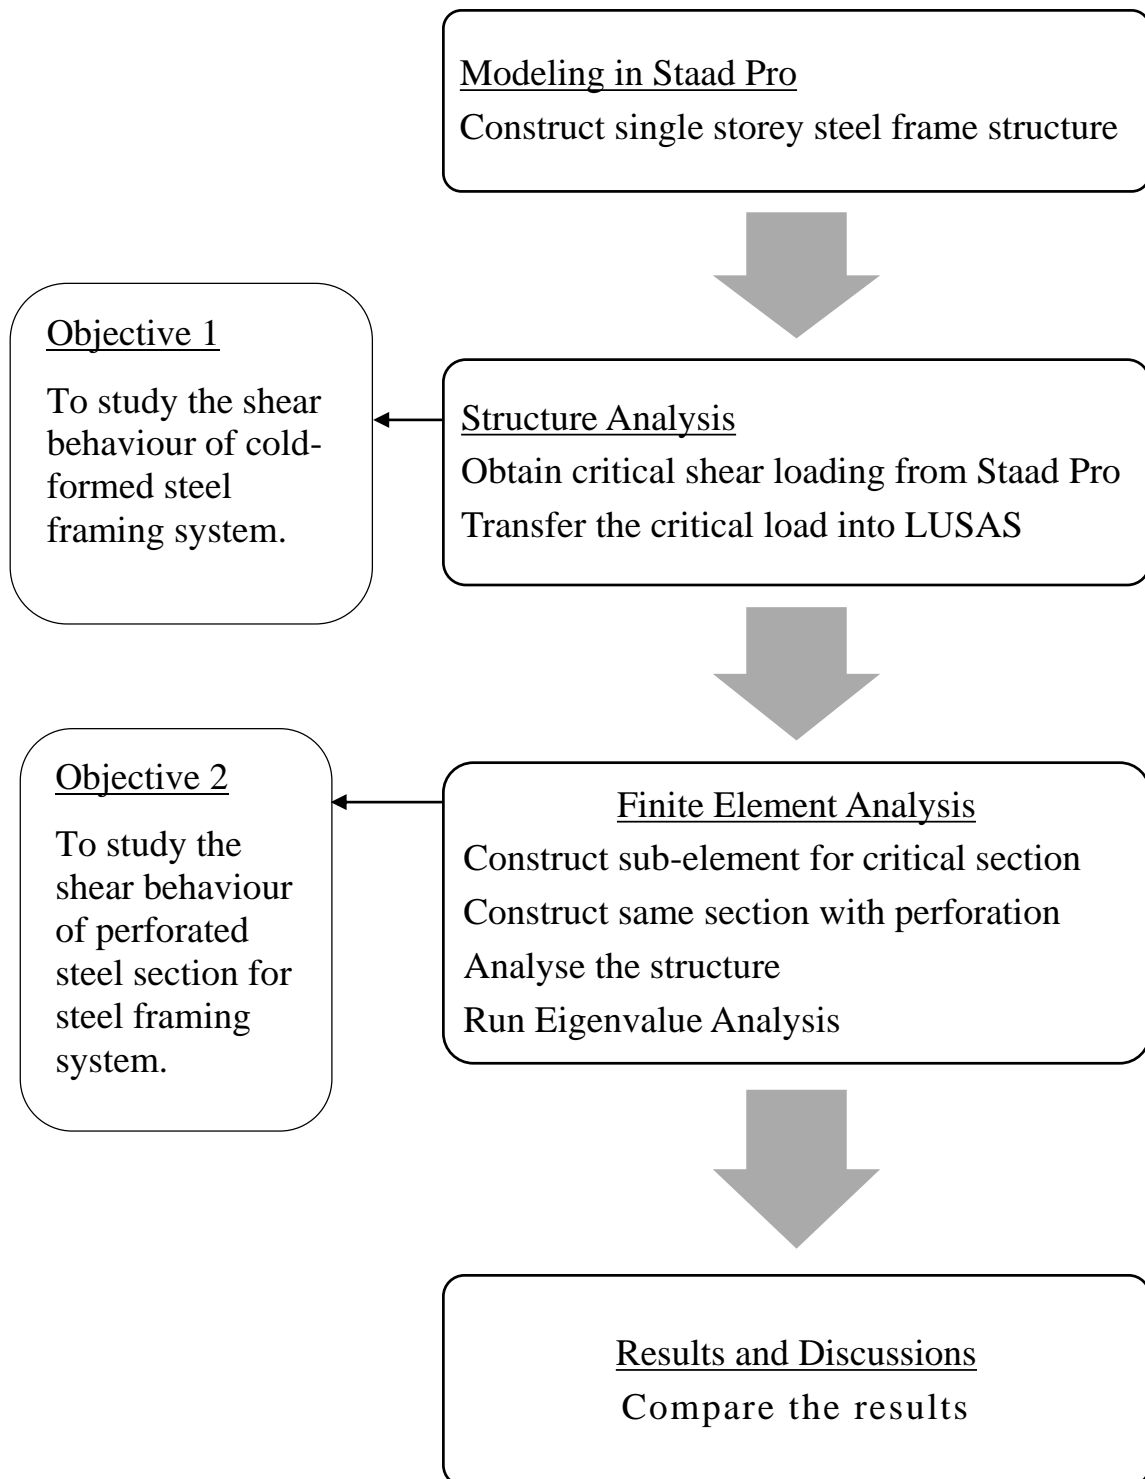 Modeling in Staad Pro
Construct single storey steel frame structure
Objective 1
To study the shear
behaviour of cold-
formed steel
framing system.
Structure Analysis
Obtain critical shear loading from Staad Pro
Transfer the critical load into LUSAS
Objective 2
To study the
shear behaviour
of perforated
steel section for
steel framing
system.
Finite Element Analysis
Construct sub-element for critical section
Construct same section with perforation
Analyse the structure
Run Eigenvalue Analysis
Results and Discussions
Compare the results